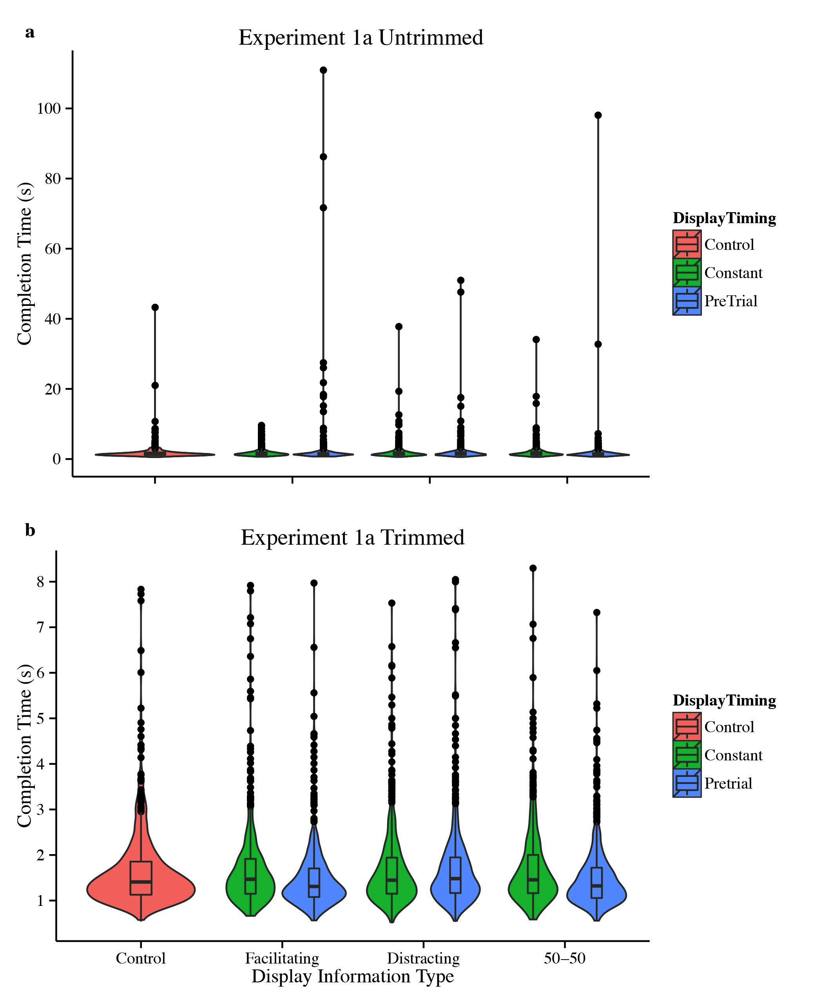 a
Experiment 1a Untrimmed
Completion Time (s)
100
80
60
40
20
0
DisplayTiming
Control
Constant
PreTrial
b
Experiment 1a Trimmed
Completion Time (s)
8
7
6
5
4
3
2
1
DisplayTiming
Control
Constant
Pretrial
Control Facilitating Distracting 50–50
Display Information Type